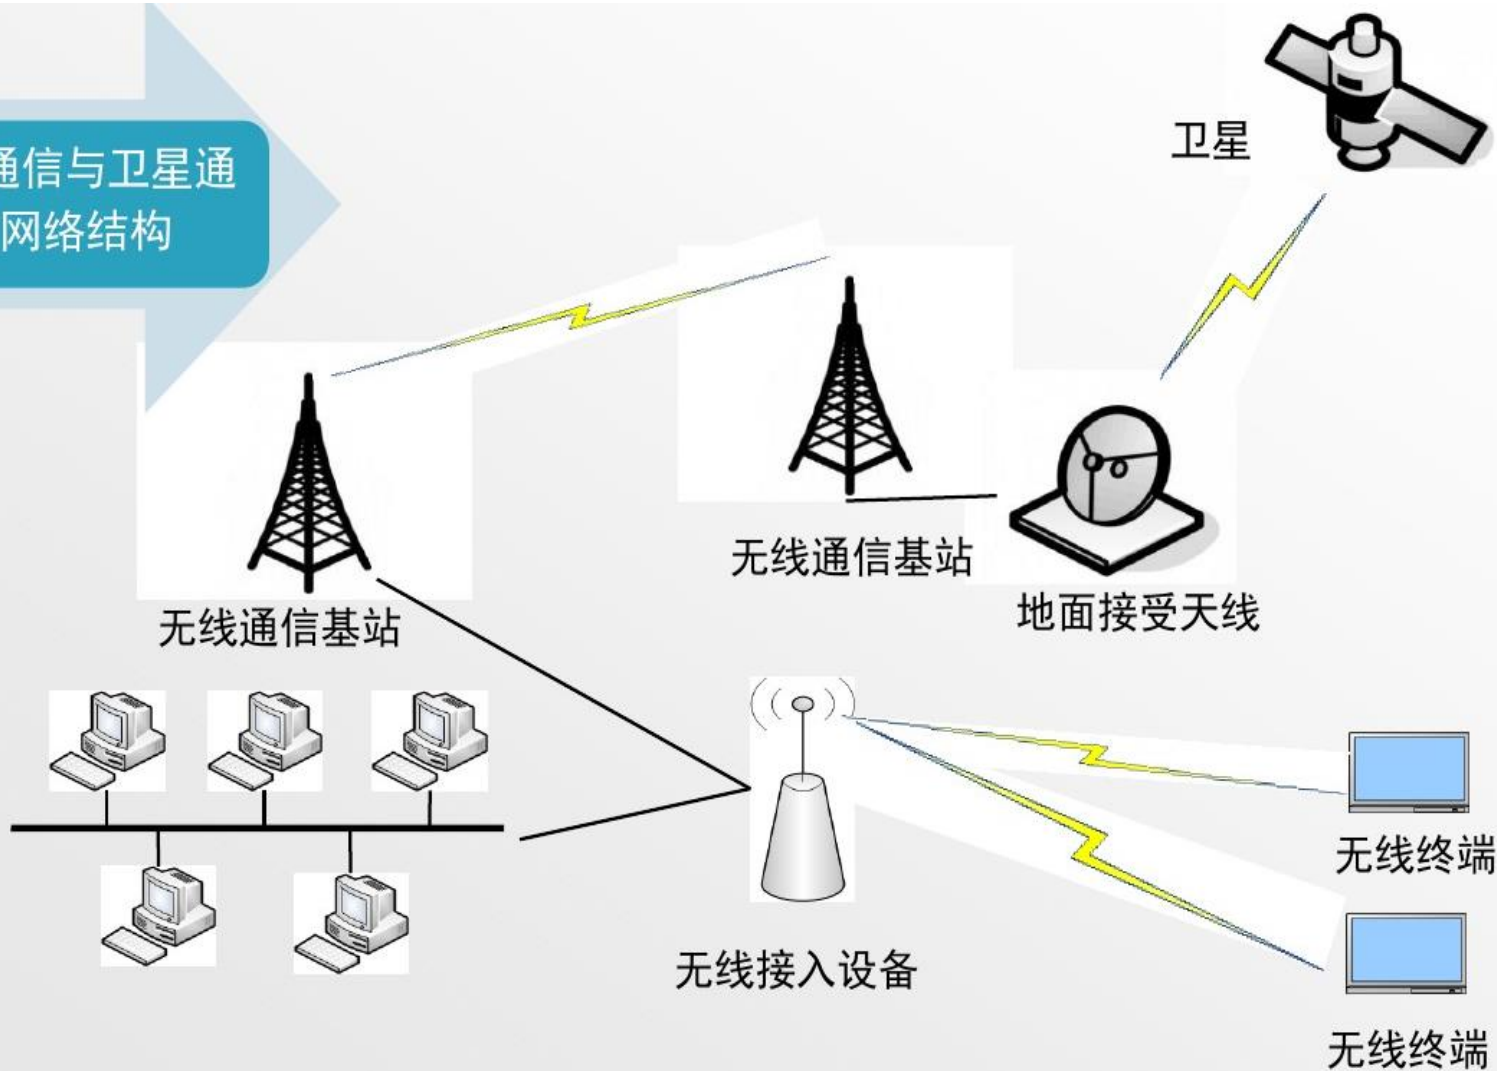 通信与卫星通
网络结构
卫星
无线通信基站
地面接受天线
无线通信基站
无线终端
无线接入设备
无线终端